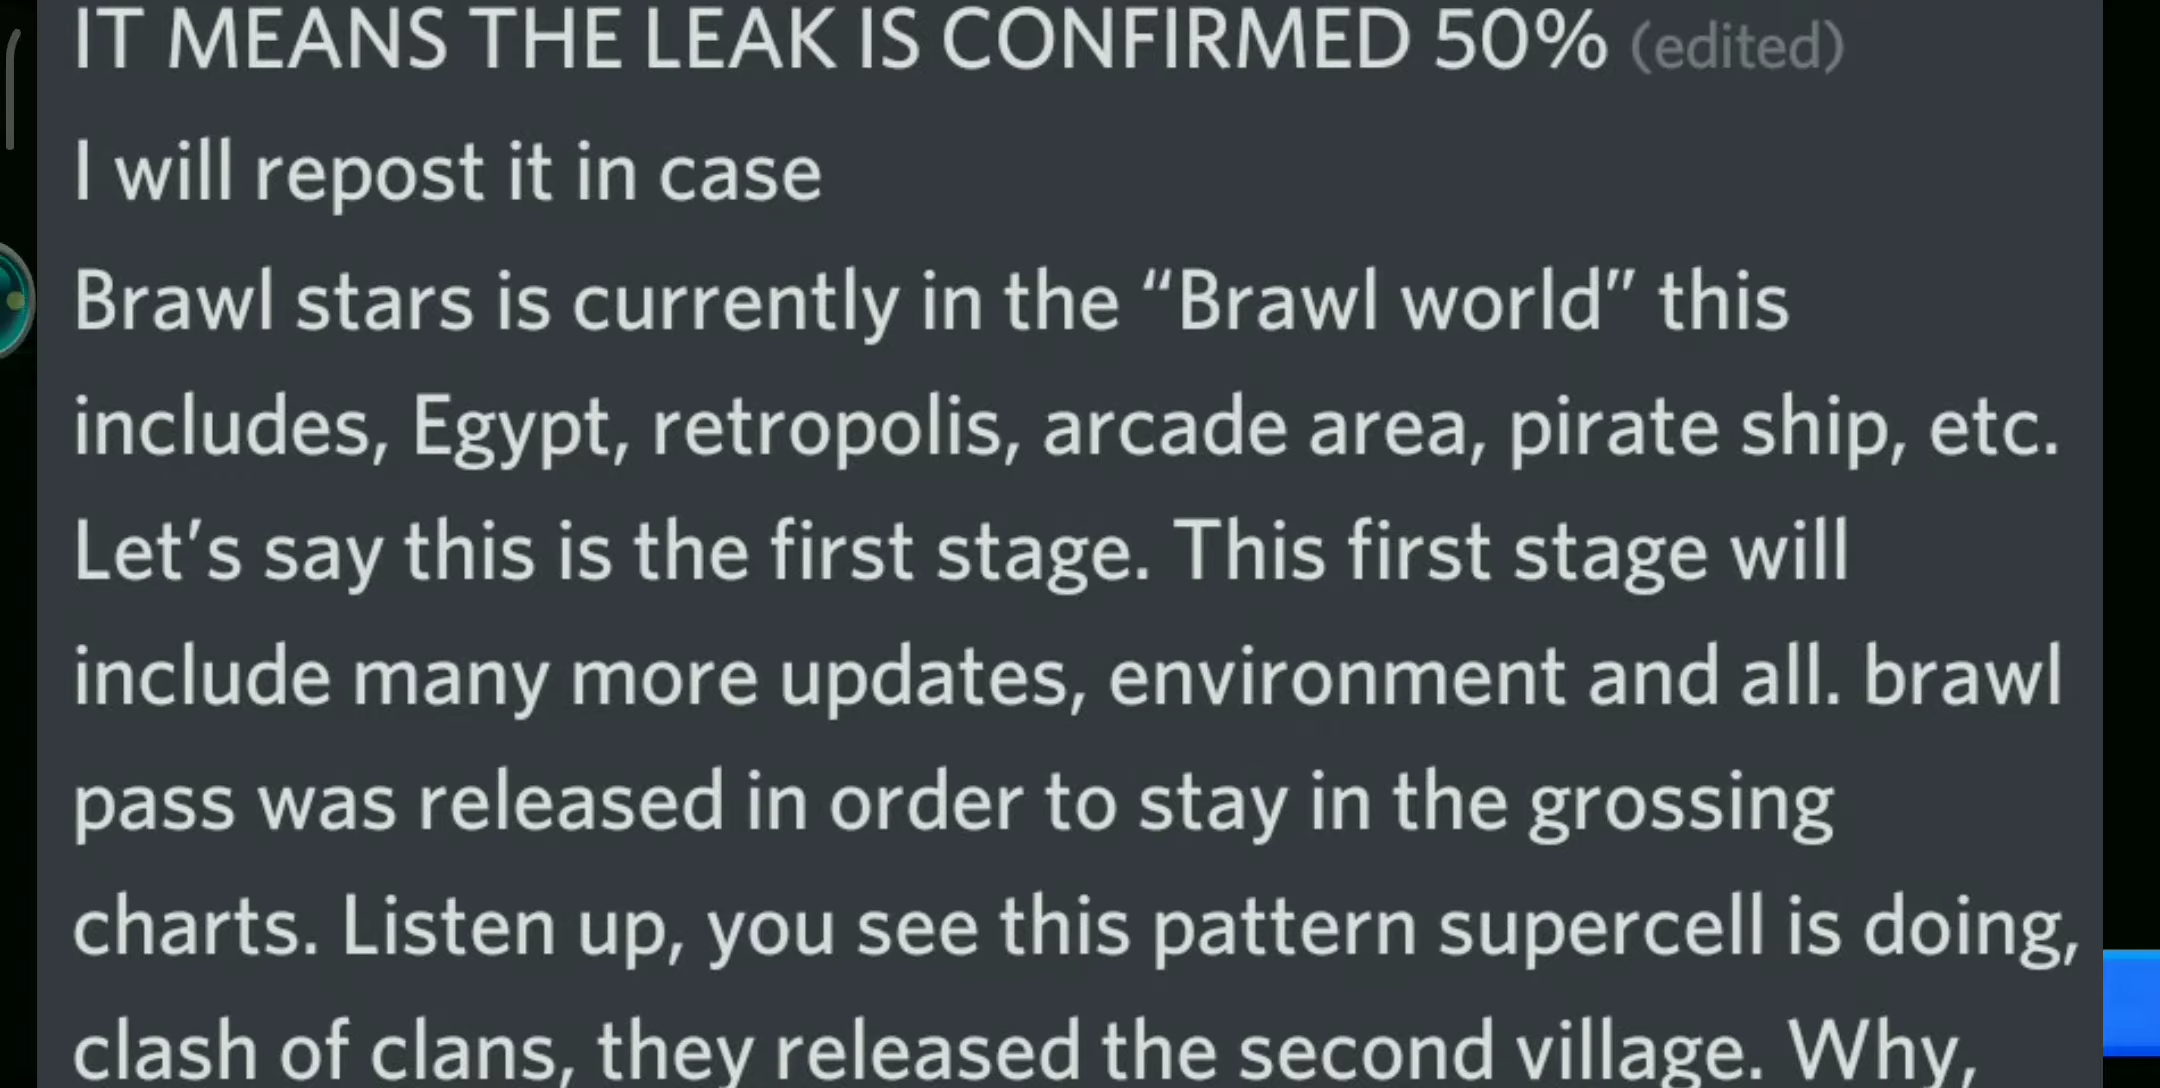 IT MEANS THE LEAK IS CONFIRMED 50% (edited)
I will repost it in case
Brawl stars is currently in the “Brawl world” this
includes, Egypt, retropolis, arcade area, pirate ship, etc.
Let’s say this is the first stage. This first stage will
include many more updates, environment and all. brawl
pass was released in order to stay in the grossing
charts. Listen up, you see this pattern supercell is doing,
clash of clans, they released the second village. Why,